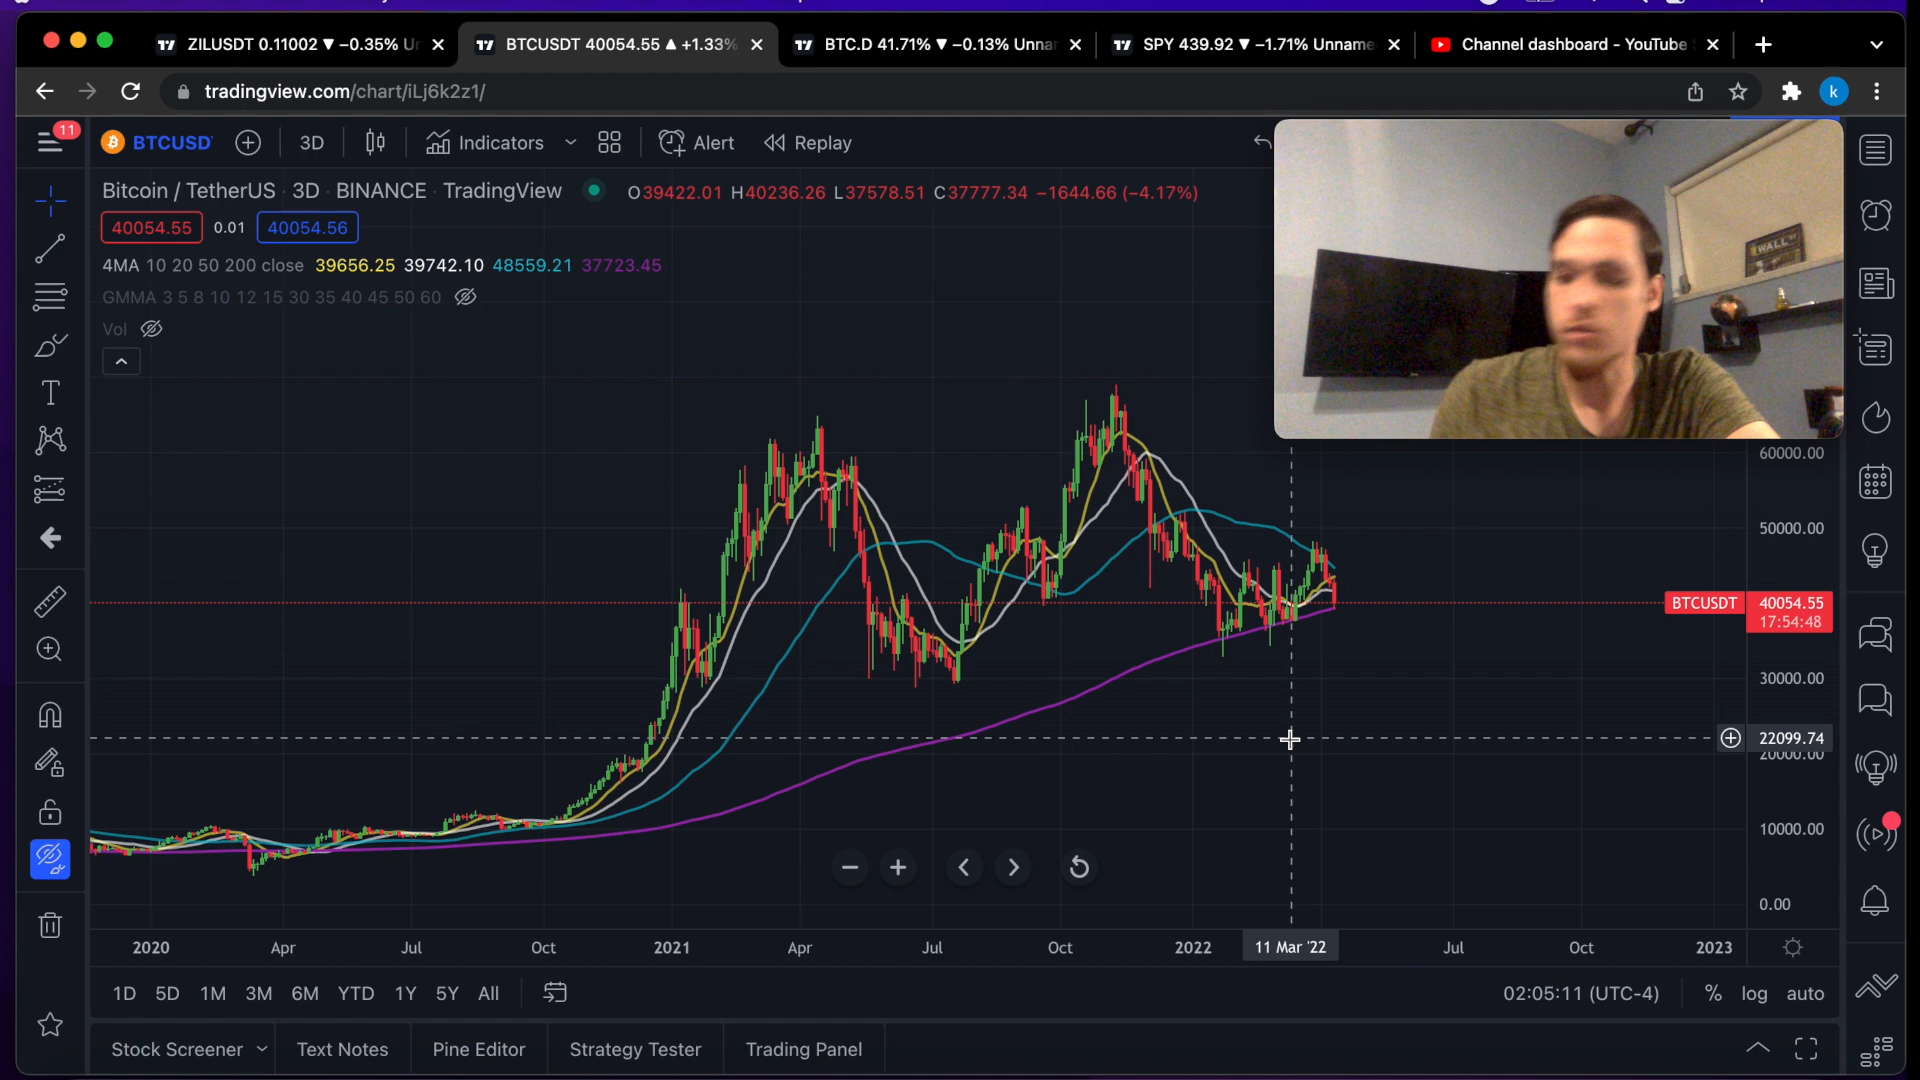 ZILUSDT 0.11002 ▼ −0.35% Un
BTCUSDT 40054.55 ▲ +1.33%
BTC.D 41.71% ▼ −0.13% Unna
SPY 439.92 ▼ −1.71% Unname
Channel dashboard - YouTube
tradingview.com/chart/iLj6k2z1/
k
11
BTCUSD
3D
Indicators
Alert
Replay
Bitcoin / TetherUS · 3D · BINANCE · TradingView
O39422.01 H40236.26 L37578.51 C37777.34 −1644.66 (−4.17%)
40054.55
0.01
40054.56
4MA 10 20 50 200 close 39656.25 39742.10 48559.21 37723.45
GMMA 3 5 8 10 12 15 30 35 40 45 50 60
Vol
WALL
60000.00
50000.00
BTCUSDT
40054.55
17:54:48
30000.00
22099.74
20000.00
10000.00
0.00
2020
Apr
Jul
Oct
2021
Apr
Jul
Oct
2022
11 Mar '22
Jul
Oct
2023
1D
5D
1M
3M
6M
YTD
1Y
5Y
All
02:05:11 (UTC-4)
%
log
auto
Stock Screener
Text Notes
Pine Editor
Strategy Tester
Trading Panel